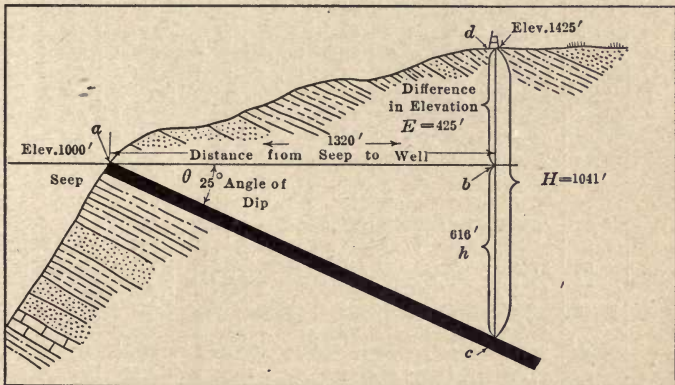 d
Elev.1425′
Difference
in Elevation
E = 425′
a
Elev.1000′
1320′
Distance from Seep to Well
Seep
θ
25° Angle of
Dip
b
H=1041′
616′
h
c